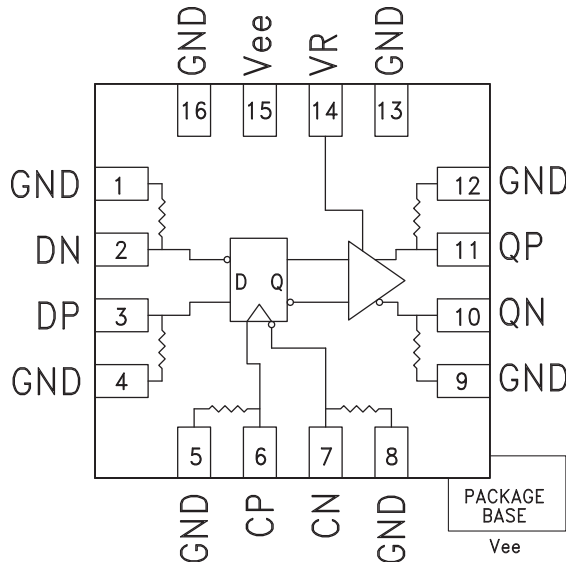 GND
Vee
VR
GND
16
15
14
13
GND 1
12 GND
DN 2
11 QP
D Q
DP 3
10 QN
GND 4
9 GND
5
6
7
8
GND
CP
CN
GND
PACKAGE
BASE
Vee